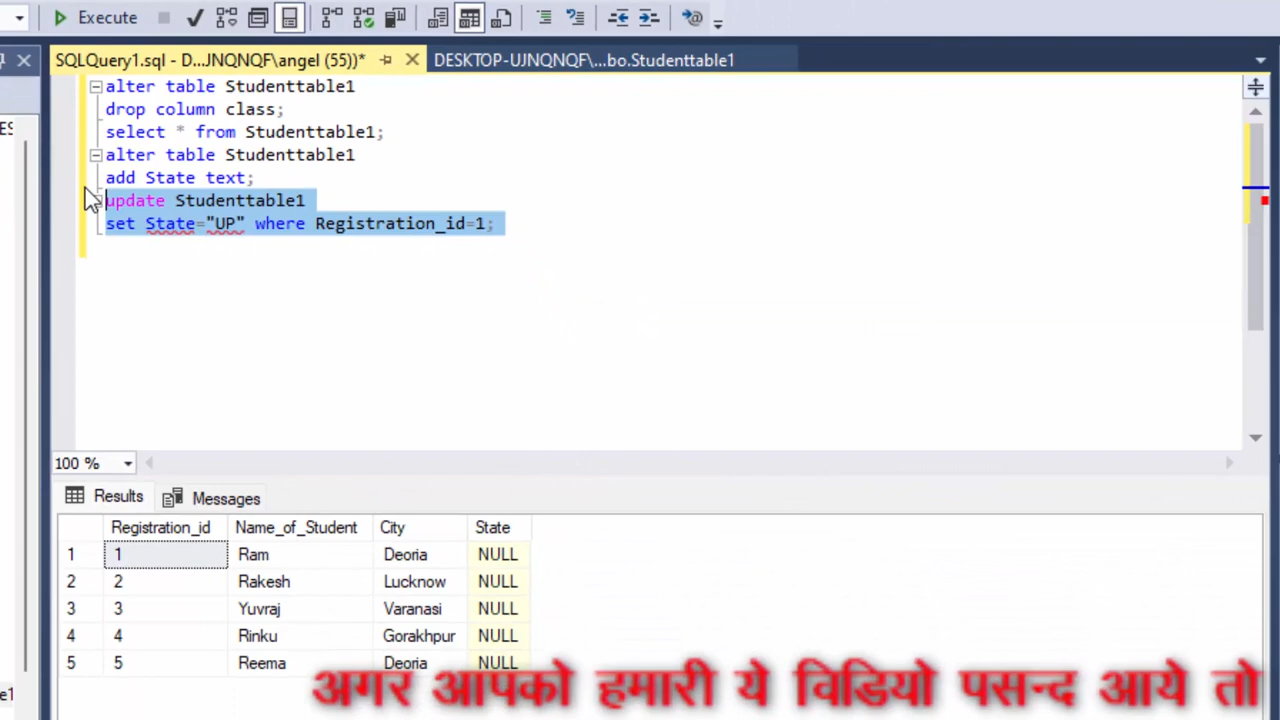 Execute
SQLQuery1.sql - D...JNQNQF\angel (55))*
DESKTOP-UJNQNQF\...bo.Studenttable1
alter table Studenttable1
drop column class;
select * from Studenttable1;
alter table Studenttable1
add State text;
update Studenttable1
set State="UP" where Registration_id=1;
100 %
Results
Messages
Registration_id Name_of_Student City State
1 1 Ram Deoria NULL
2 2 Rakesh Lucknow NULL
3 3 Yuvraj Varanasi NULL
4 4 Rinku Gorakhpur NULL
5 5 Reema Deoria NULL
अगर आपको हमारी ये विडियो पसन्द आये तो